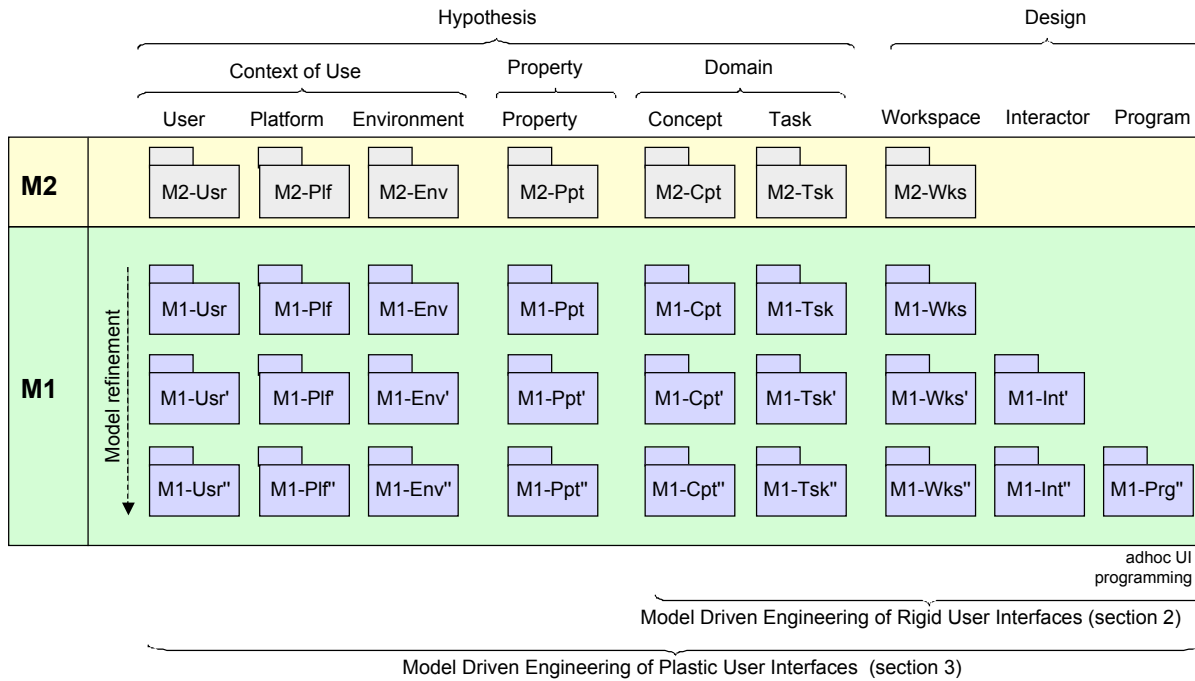 Hypothesis Design
Context of Use Property Domain
User Platform Environment Property Concept Task Workspace Interactor Program
M2 M2-Usr M2-Plf M2-Env M2-Ppt M2-Cpt M2-Tsk M2-Wks
M1
Model refinement
M1-Usr M1-Plf M1-Env M1-Ppt M1-Cpt M1-Tsk M1-Wks
M1-Usr' M1-Plf' M1-Env' M1-Ppt' M1-Cpt' M1-Tsk' M1-Wks' M1-Int'
M1-Usr" M1-Plf" M1-Env" M1-Ppt" M1-Cpt" M1-Tsk" M1-Wks" M1-Int" M1-Prg"
adhoc UI
programming
Model Driven Engineering of Rigid User Interfaces (section 2)
Model Driven Engineering of Plastic User Interfaces (section 3)